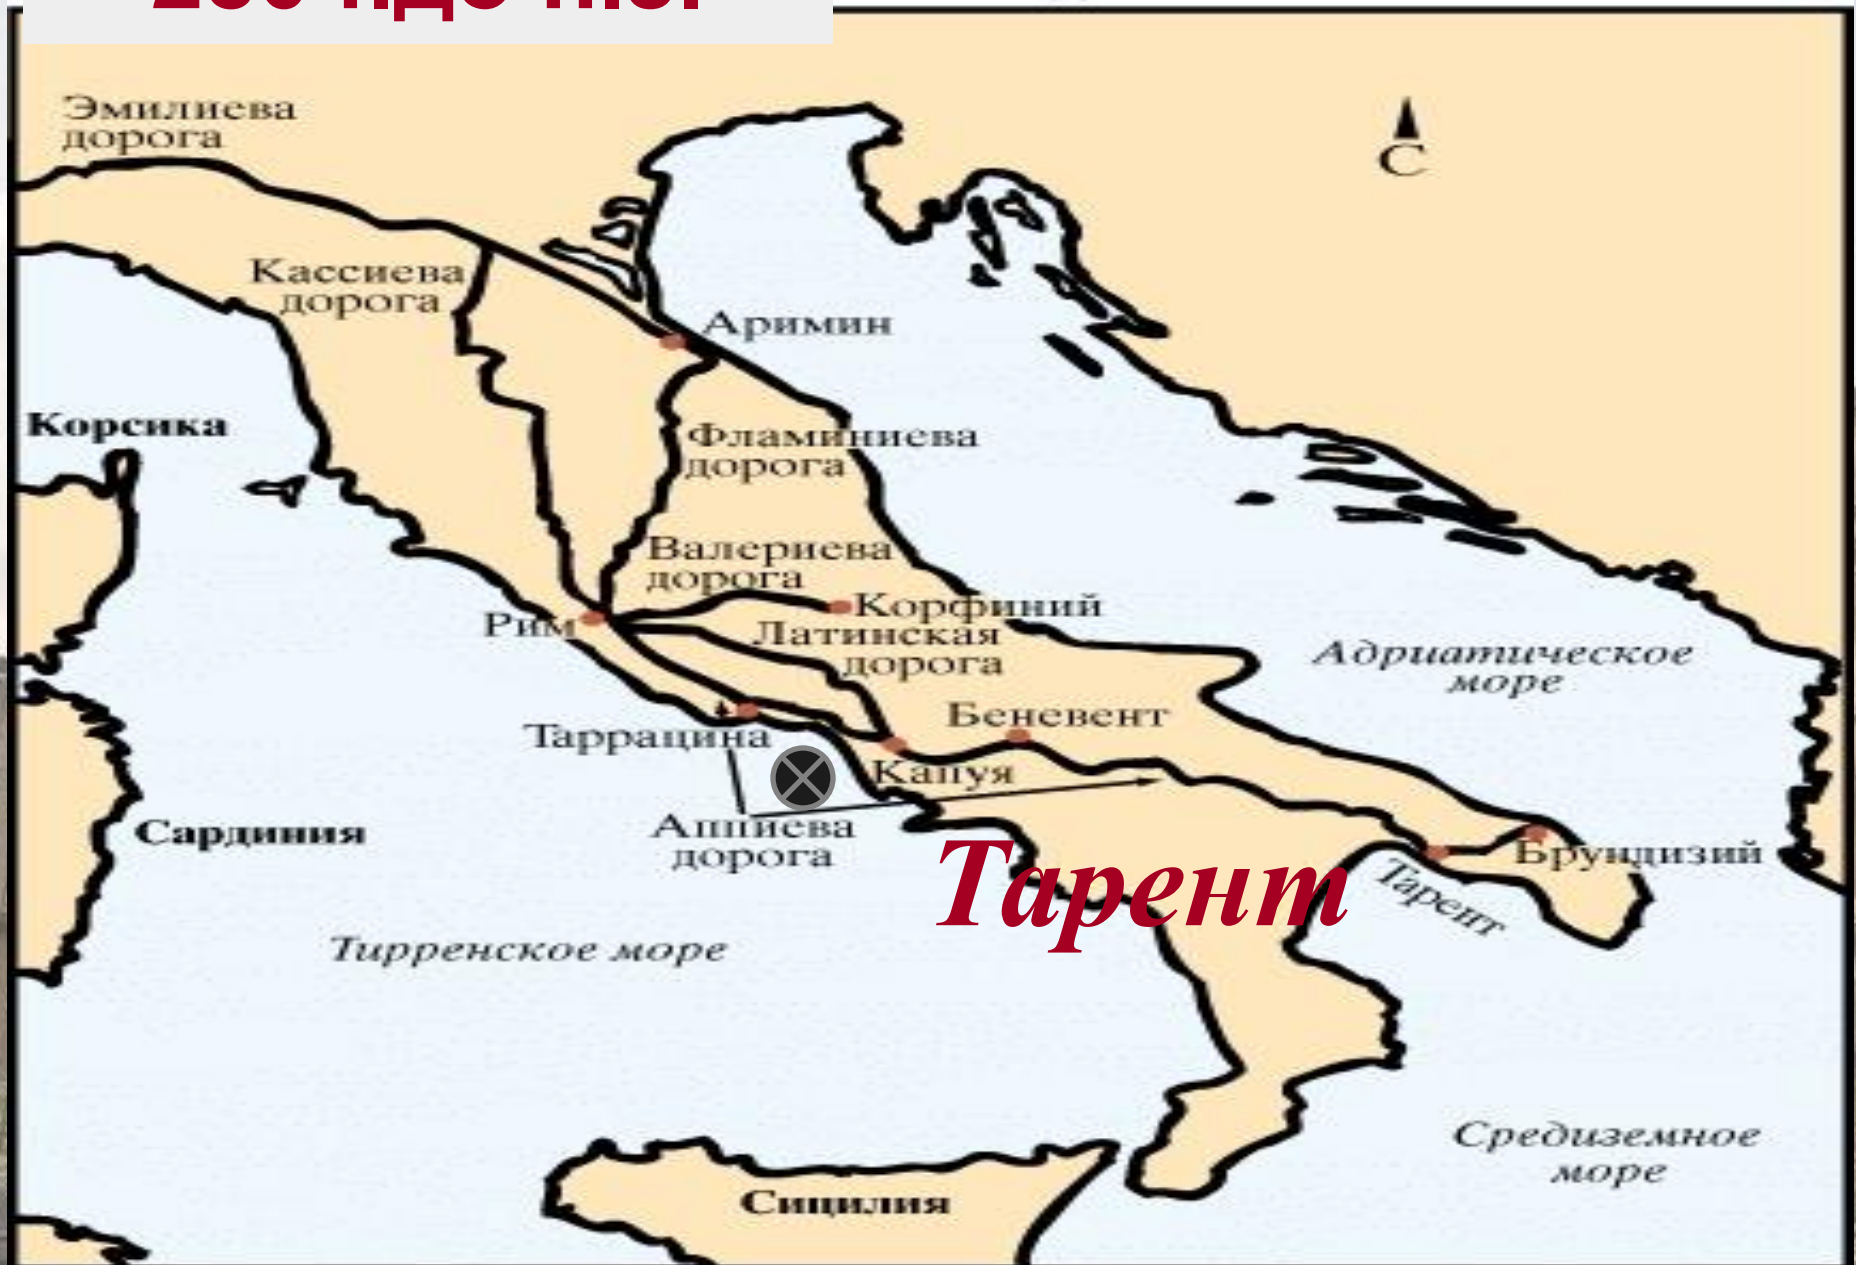 Эмилиева
дорога
С
Кассиева
дорога
Аримин
Корсика
Фламиниева
дорога
Валериева
дорога
Рим
Корфиний
Латинская
дорога
Адриатическое
море
Беневент
Таррацина
Капуя
Аппиева
дорога
Сардиния
Тарент
Брундизий
Тарент
Тирренское море
Средиземное
море
Сицилия